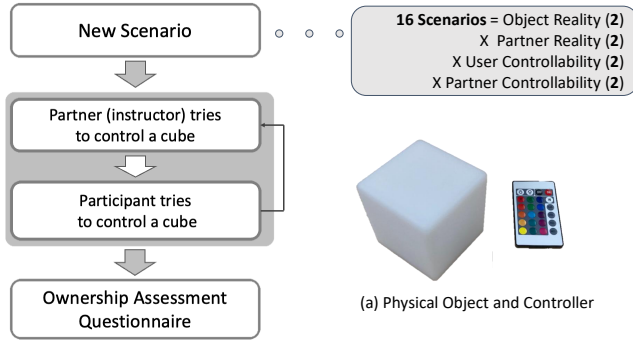 New Scenario
16 Scenarios = Object Reality (2)
X Partner Reality (2)
X User Controllability (2)
X Partner Controllability (2)
Partner (instructor) tries
to control a cube
Participant tries
to control a cube
Ownership Assessment
Questionnaire
(a) Physical Object and Controller